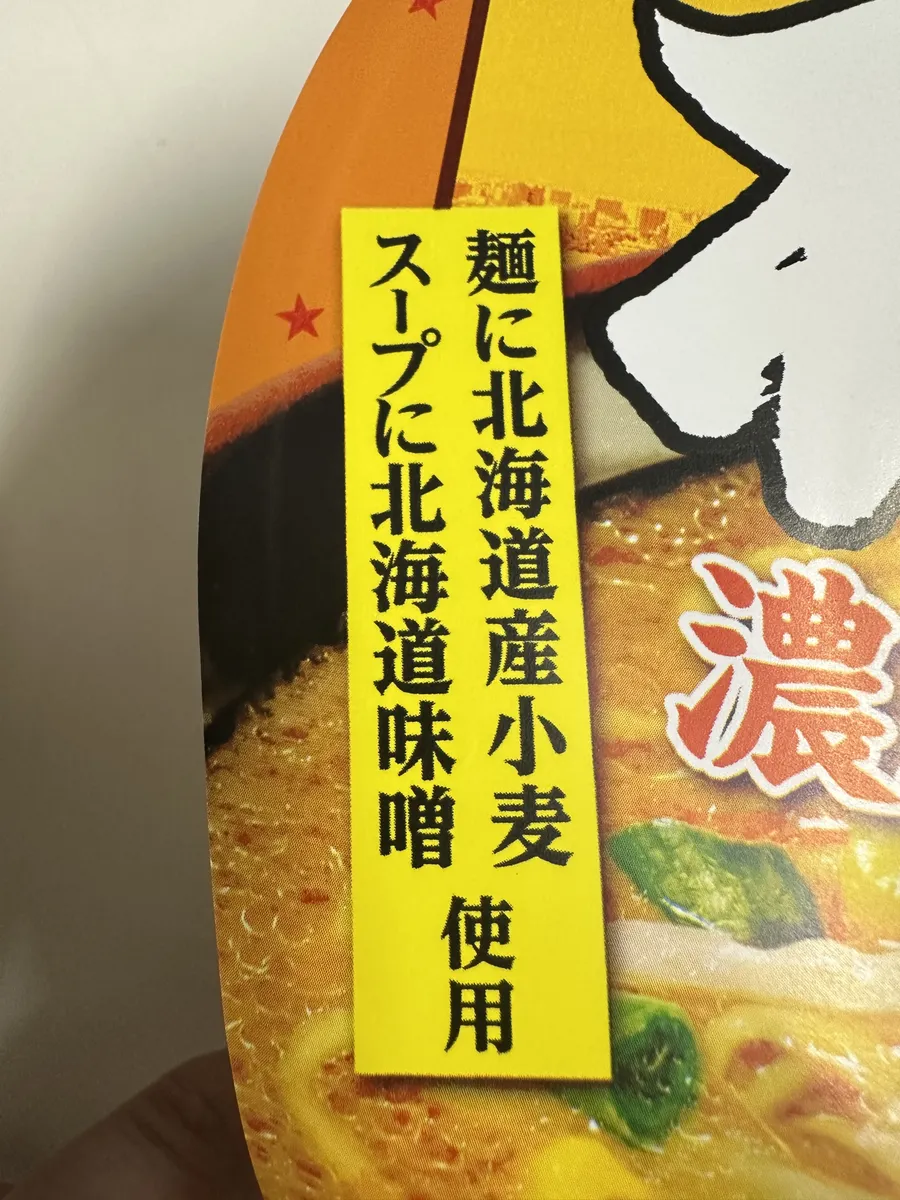 麺に北海道産小麦
スープに北海道味噌
使用
濃